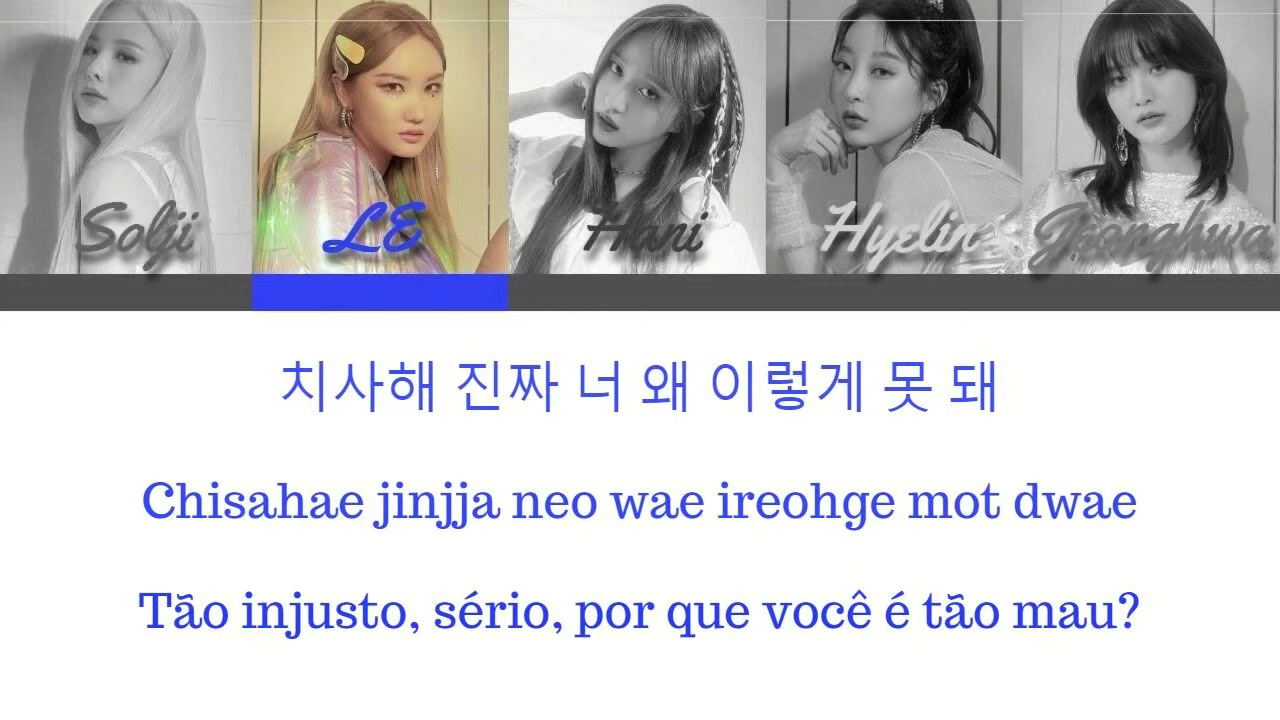 Solji LE Hani Hyelin Jeonghwa
치사해 진짜 너 왜 이렇게 못 돼
Chisahae jinjja neo wae ireohge mot dwae
Tão injusto, sério, por que você é tão mau?